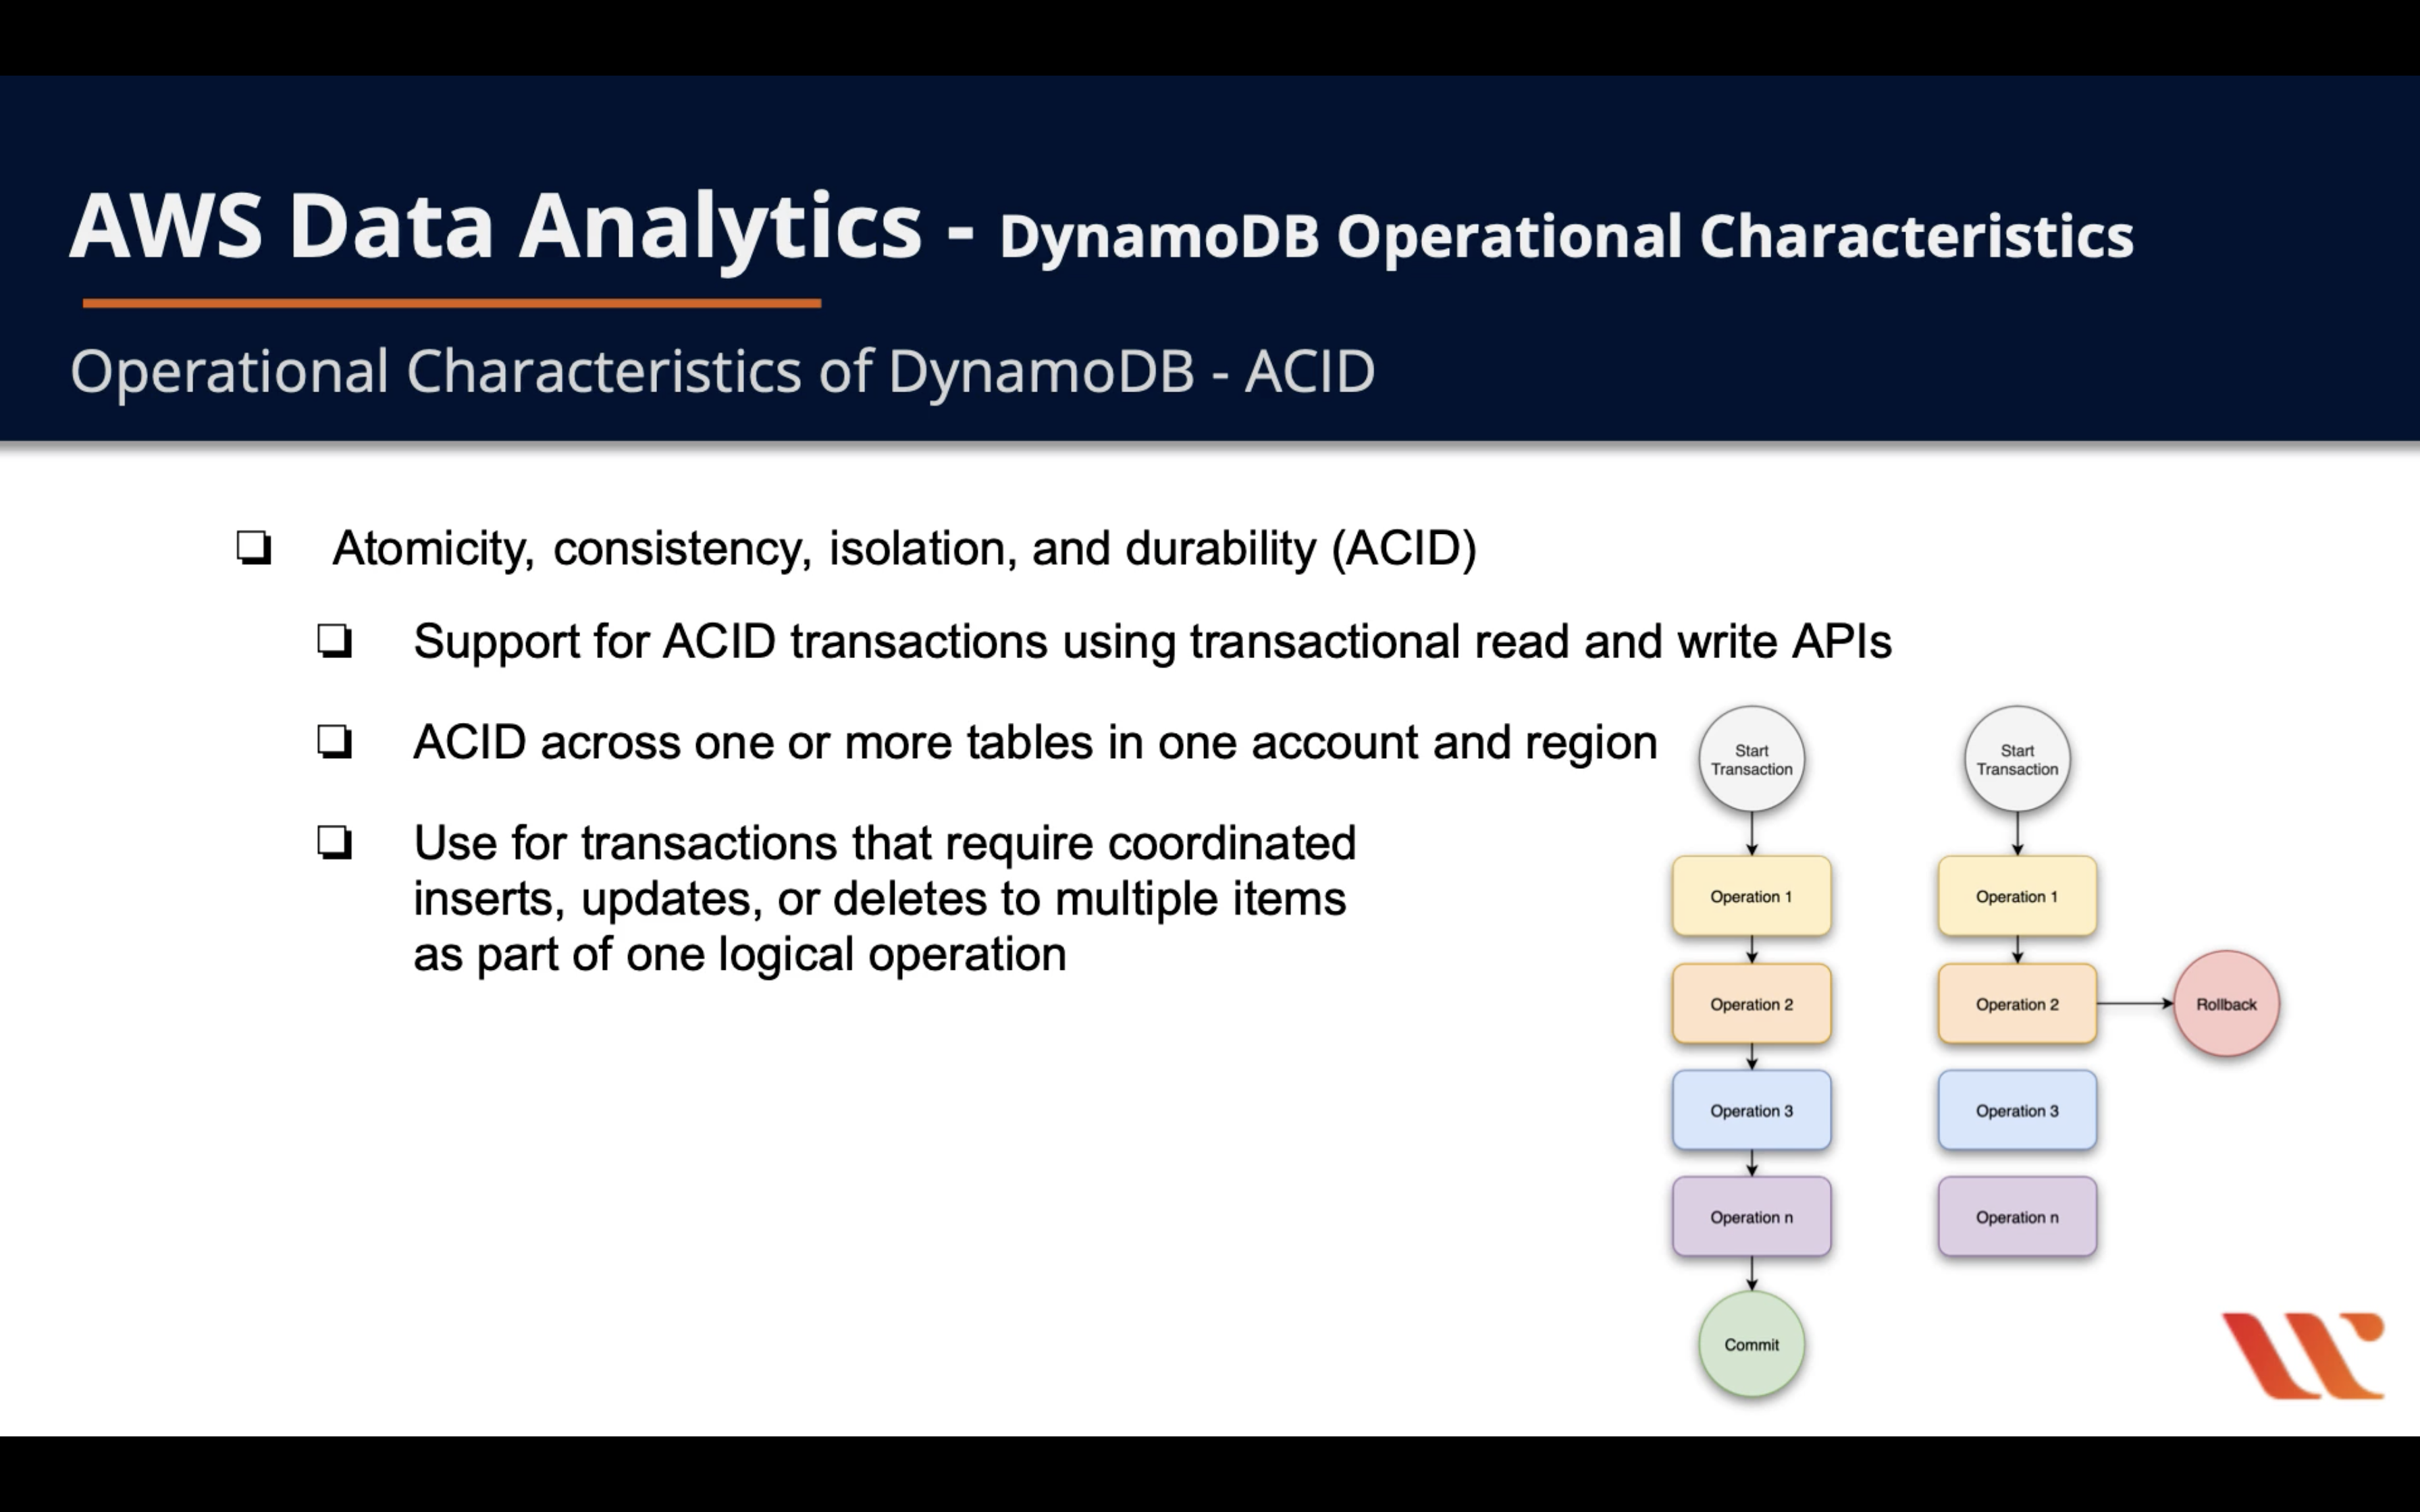 AWS Data Analytics - DynamoDB Operational Characteristics
Operational Characteristics of DynamoDB - ACID
Atomicity, consistency, isolation, and durability (ACID)
Support for ACID transactions using transactional read and write APIs
ACID across one or more tables in one account and region
Use for transactions that require coordinated
inserts, updates, or deletes to multiple items
as part of one logical operation
Start
Transaction
Operation 1
Operation 2
Operation 3
Operation n
Commit
Start
Transaction
Operation 1
Operation 2
Rollback
Operation 3
Operation n